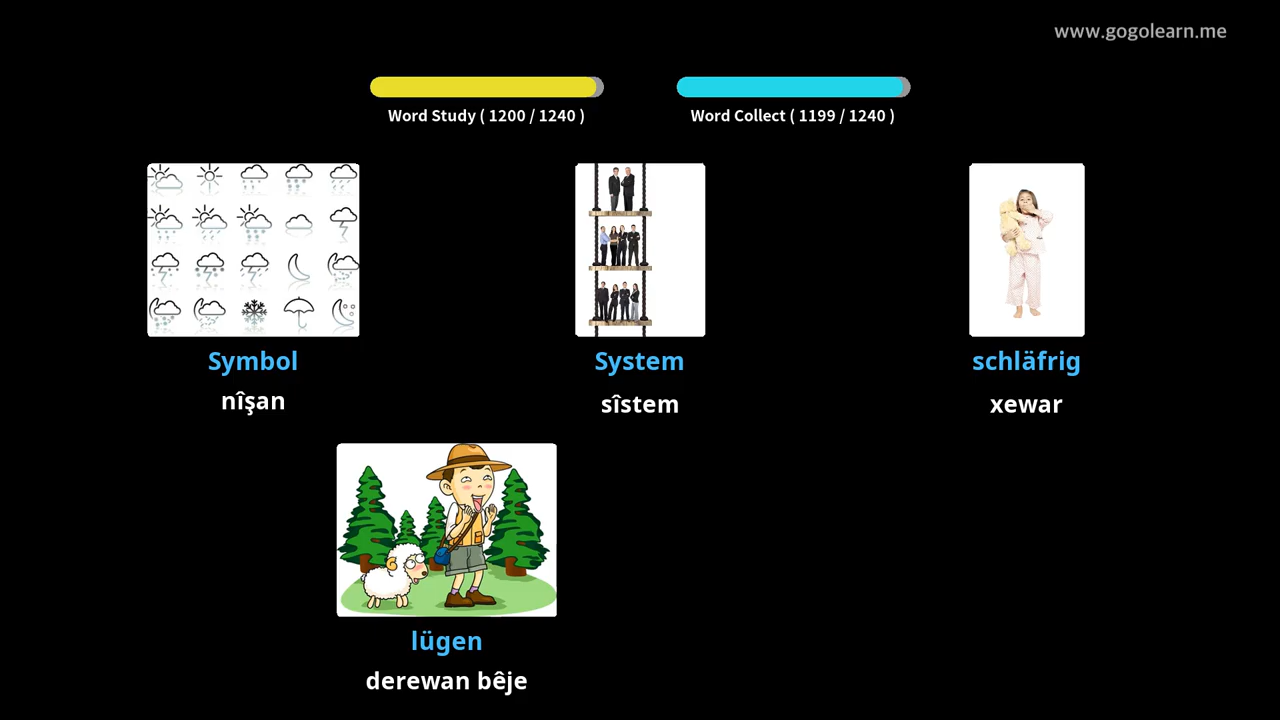 www.gogolearn.me
Word Study ( 1200 / 1240 )
Word Collect ( 1199 / 1240 )
Symbol
nîşan
System
sîstem
schläfrig
xewar
lügen
derewan bêje